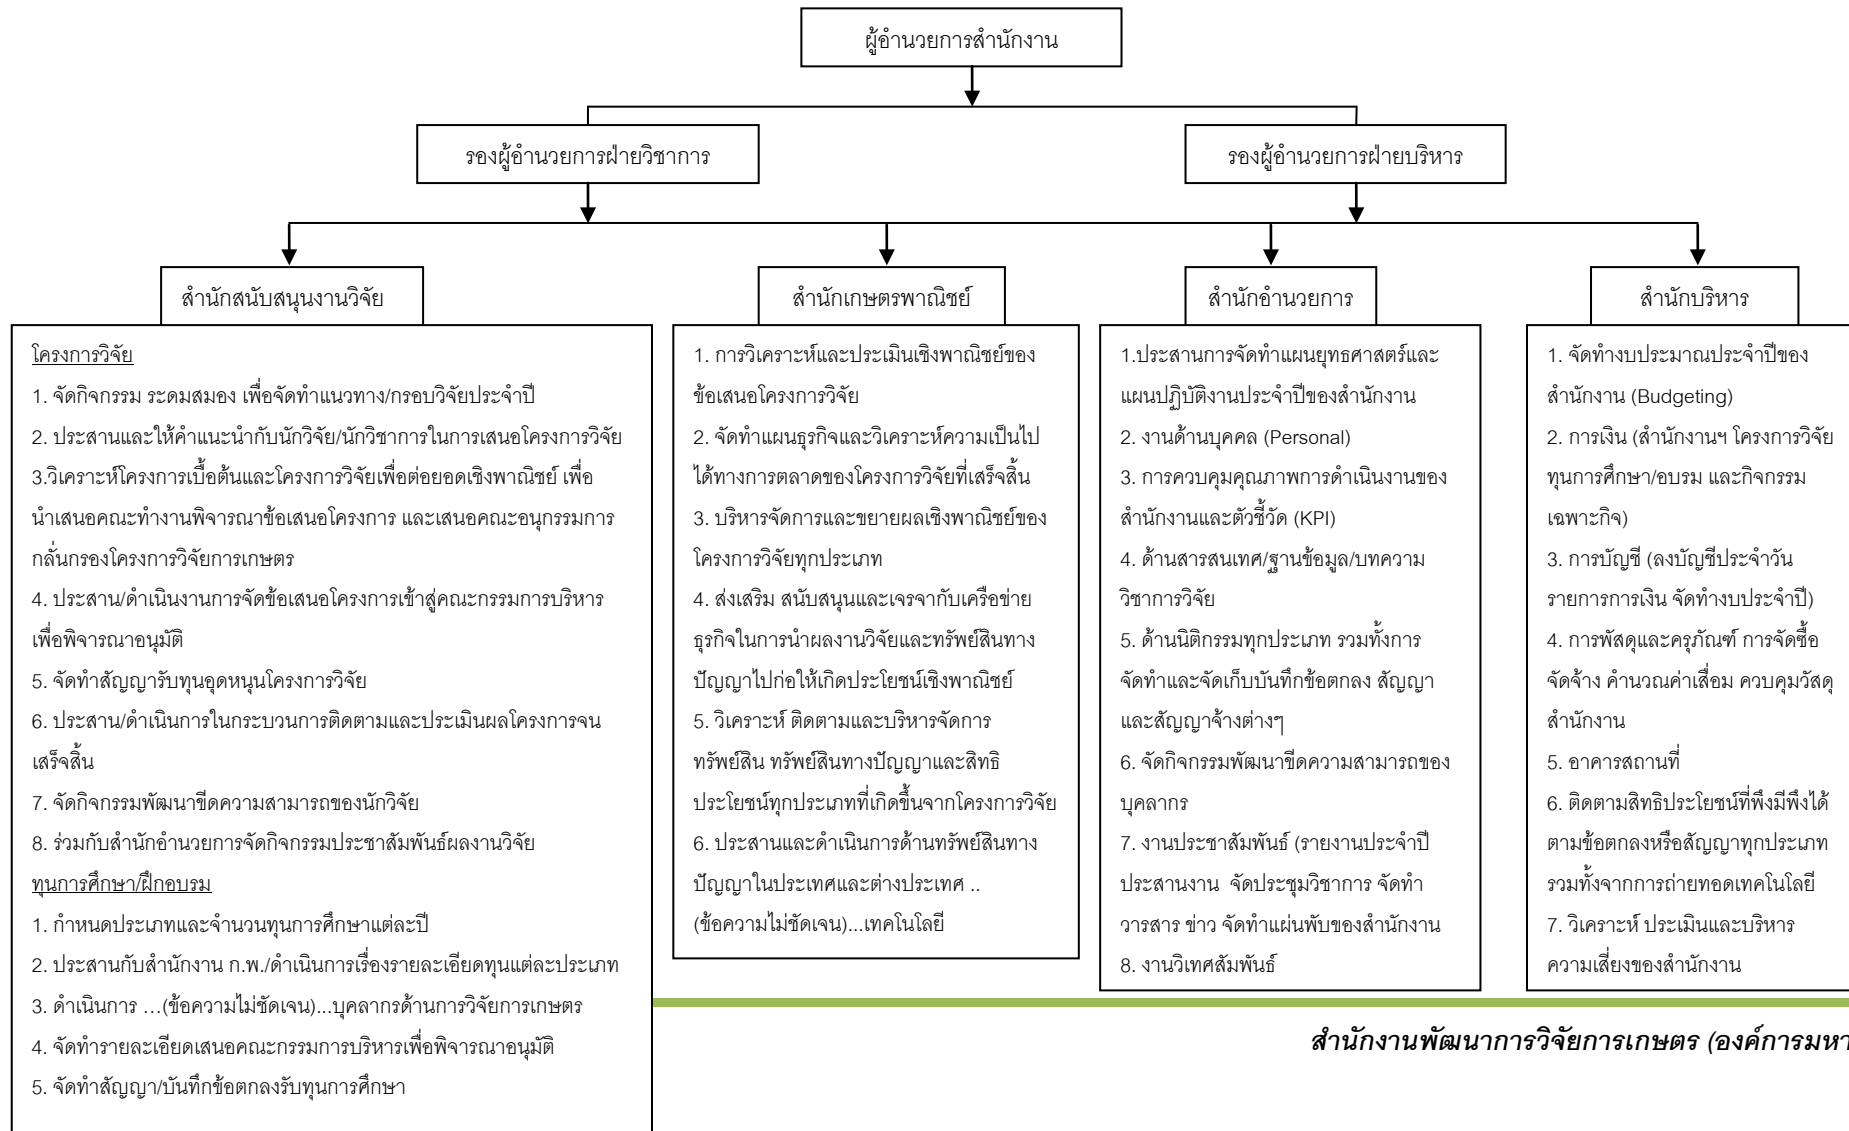 ผู้อำนวยการสำนักงาน
รองผู้อำนวยการฝ่ายวิชาการ
รองผู้อำนวยการฝ่ายบริหาร
สำนักสนับสนุนงานวิจัย
สำนักเกษตรพาณิชย์
สำนักอำนวยการ
สำนักบริหาร
โครงการวิจัย
1. จัดกิจกรรม ระดมสมอง เพื่อจัดทำแนวทาง/กรอบวิจัยประจำปี
2. ประสานและให้คำแนะนำกับนักวิจัย/นักวิชาการในการเสนอโครงการวิจัย
3.วิเคราะห์โครงการเบื้อต้นและโครงการวิจัยเพื่อต่อยอดเชิงพาณิชย์ เพื่อ
นำเสนอคณะทำงานพิจารณาข้อเสนอโครงการ และเสนอคณะอนุกรรมการ
กลั่นกรองโครงการวิจัยการเกษตร
4. ประสาน/ดำเนินงานการจัดข้อเสนอโครงการเข้าสู่คณะกรรมการบริหาร
เพื่อพิจารณาอนุมัติ
5. จัดทำสัญญารับทุนอุดหนุนโครงการวิจัย
6. ประสาน/ดำเนินการในกระบวนการติดตามและประเมินผลโครงการจน
เสร็จสิ้น
7. จัดกิจกรรมพัฒนาขีดความสามารถของนักวิจัย
8. ร่วมกับสำนักอำนวยการจัดกิจกรรมประชาสัมพันธ์ผลงานวิจัย
ทุนการศึกษา/ฝึกอบรม
1. กำหนดประเภทและจำนวนทุนการศึกษาแต่ละปี
2. ประสานกับสำนักงาน ก.พ./ดำเนินการเรื่องรายละเอียดทุนแต่ละประเภท
3. ดำเนินการ ...(ข้อความไม่ชัดเจน)...บุคลากรด้านการวิจัยการเกษตร
4. จัดทำรายละเอียดเสนอคณะกรรมการบริหารเพื่อพิจารณาอนุมัติ
5. จัดทำสัญญา/บันทึกข้อตกลงรับทุนการศึกษา
1. การวิเคราะห์และประเมินเชิงพาณิชย์ของ
ข้อเสนอโครงการวิจัย
2. จัดทำแผนธุรกิจและวิเคราะห์ความเป็นไป
ได้ทางการตลาดของโครงการวิจัยที่เสร็จสิ้น
3. บริหารจัดการและขยายผลเชิงพาณิชย์ของ
โครงการวิจัยทุกประเภท
4. ส่งเสริม สนับสนุนและเจรจากับเครือข่าย
ธุรกิจในการนำผลงานวิจัยและทรัพย์สินทาง
ปัญญาไปก่อให้เกิดประโยชน์เชิงพาณิชย์
5. วิเคราะห์ ติดตามและบริหารจัดการ
ทรัพย์สิน ทรัพย์สินทางปัญญาและสิทธิ
ประโยชน์ทุกประเภทที่เกิดขึ้นจากโครงการวิจัย
6. ประสานและดำเนินการด้านทรัพย์สินทาง
ปัญญาในประเทศและต่างประเทศ ..
(ข้อความไม่ชัดเจน)...เทคโนโลยี
1.ประสานการจัดทำแผนยุทธศาสตร์และ
แผนปฏิบัติงานประจำปีของสำนักงาน
2. งานด้านบุคคล (Personal)
3. การควบคุมคุณภาพการดำเนินงานของ
สำนักงานและตัวชี้วัด (KPI)
4. ด้านสารสนเทศ/ฐานข้อมูล/บทความ
วิชาการวิจัย
5. ด้านนิติกรรมทุกประเภท รวมทั้งการ
จัดทำและจัดเก็บบันทึกข้อตกลง สัญญา
และสัญญาจ้างต่างๆ
6. จัดกิจกรรมพัฒนาขีดความสามารถของ
บุคลากร
7. งานประชาสัมพันธ์ (รายงานประจำปี
ประสานงาน จัดประชุมวิชาการ จัดทำ
วารสาร ข่าว จัดทำแผ่นพับของสำนักงาน
8. งานวิเทศสัมพันธ์
1. จัดทำงบประมาณประจำปีของ
สำนักงาน (Budgeting)
2. การเงิน (สำนักงานฯ โครงการวิจัย
ทุนการศึกษา/อบรม และกิจกรรม
เฉพาะกิจ)
3. การบัญชี (ลงบัญชีประจำวัน
รายการการเงิน จัดทำงบประจำปี)
4. การพัสดุและครุภัณฑ์ การจัดซื้อ
จัดจ้าง คำนวณค่าเสื่อม ควบคุมวัสดุ
สำนักงาน
5. อาคารสถานที่
6. ติดตามสิทธิประโยชน์ที่พึงมีพึงได้
ตามข้อตกลงหรือสัญญาทุกประเภท
รวมทั้งจากการถ่ายทอดเทคโนโลยี
7. วิเคราะห์ ประเมินและบริหาร
ความเสี่ยงของสำนักงาน
สำนักงานพัฒนาการวิจัยการเกษตร (องค์การมหา